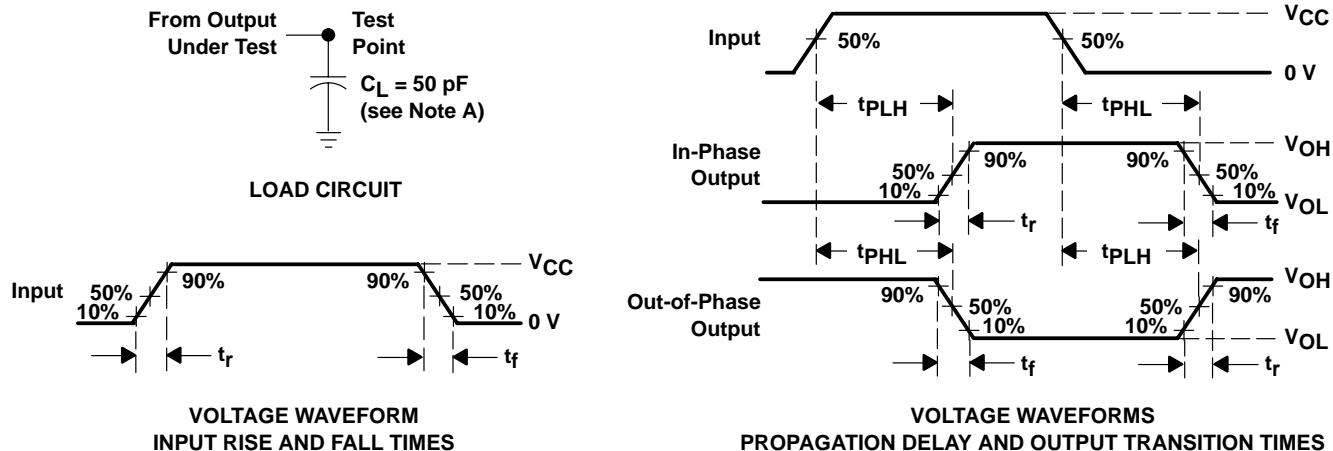 From Output
Under Test
Test
Point
CL = 50 pF
(see Note A)
LOAD CIRCUIT
Input
50%
10%
90%
90%
50%
10%
VCC
0 V
tr
tf
VOLTAGE WAVEFORM
INPUT RISE AND FALL TIMES
Input
50%
50%
VCC
0 V
tPLH
tPHL
In-Phase
Output
50%
10%
90%
90%
50%
10%
VOH
VOL
tr
tf
tPHL
tPLH
Out-of-Phase
Output
90%
50%
10%
50%
10%
90%
VOH
VOL
tf
tr
VOLTAGE WAVEFORMS
PROPAGATION DELAY AND OUTPUT TRANSITION TIMES